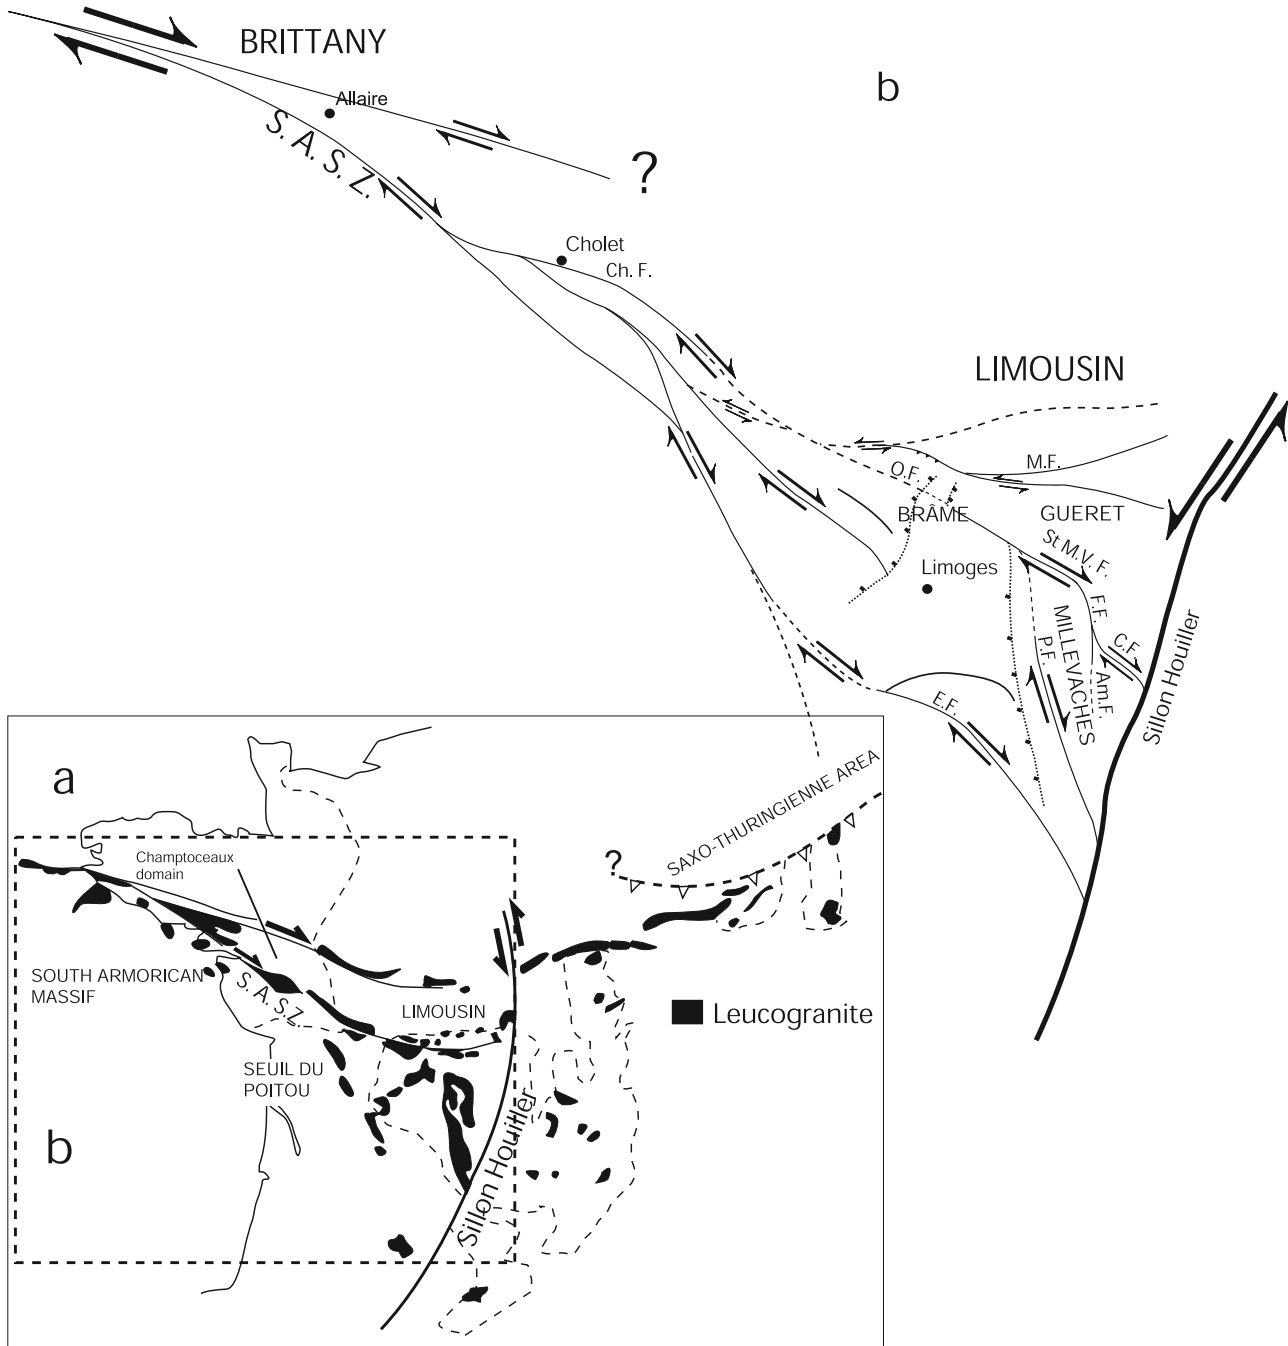 BRITTANY
b
Allaire
S. A. S. Z.
?
Cholet
Ch. F.
LIMOUSIN
M.F.
O.F.
BRÂME
GUERET
St M.V. F.
Limoges
F.F.
MILLEVACHES
P.F.
C.F.
Am.F.
E.F.
Sillon Houiller
a
SAXO-THURINGIENNE AREA
Champtoceaux
domain
?
SOUTH ARMORICAN
MASSIF
S. A. S. Z.
LIMOUSIN
Leucogranite
SEUIL DU
POITOU
b
Sillon Houiller